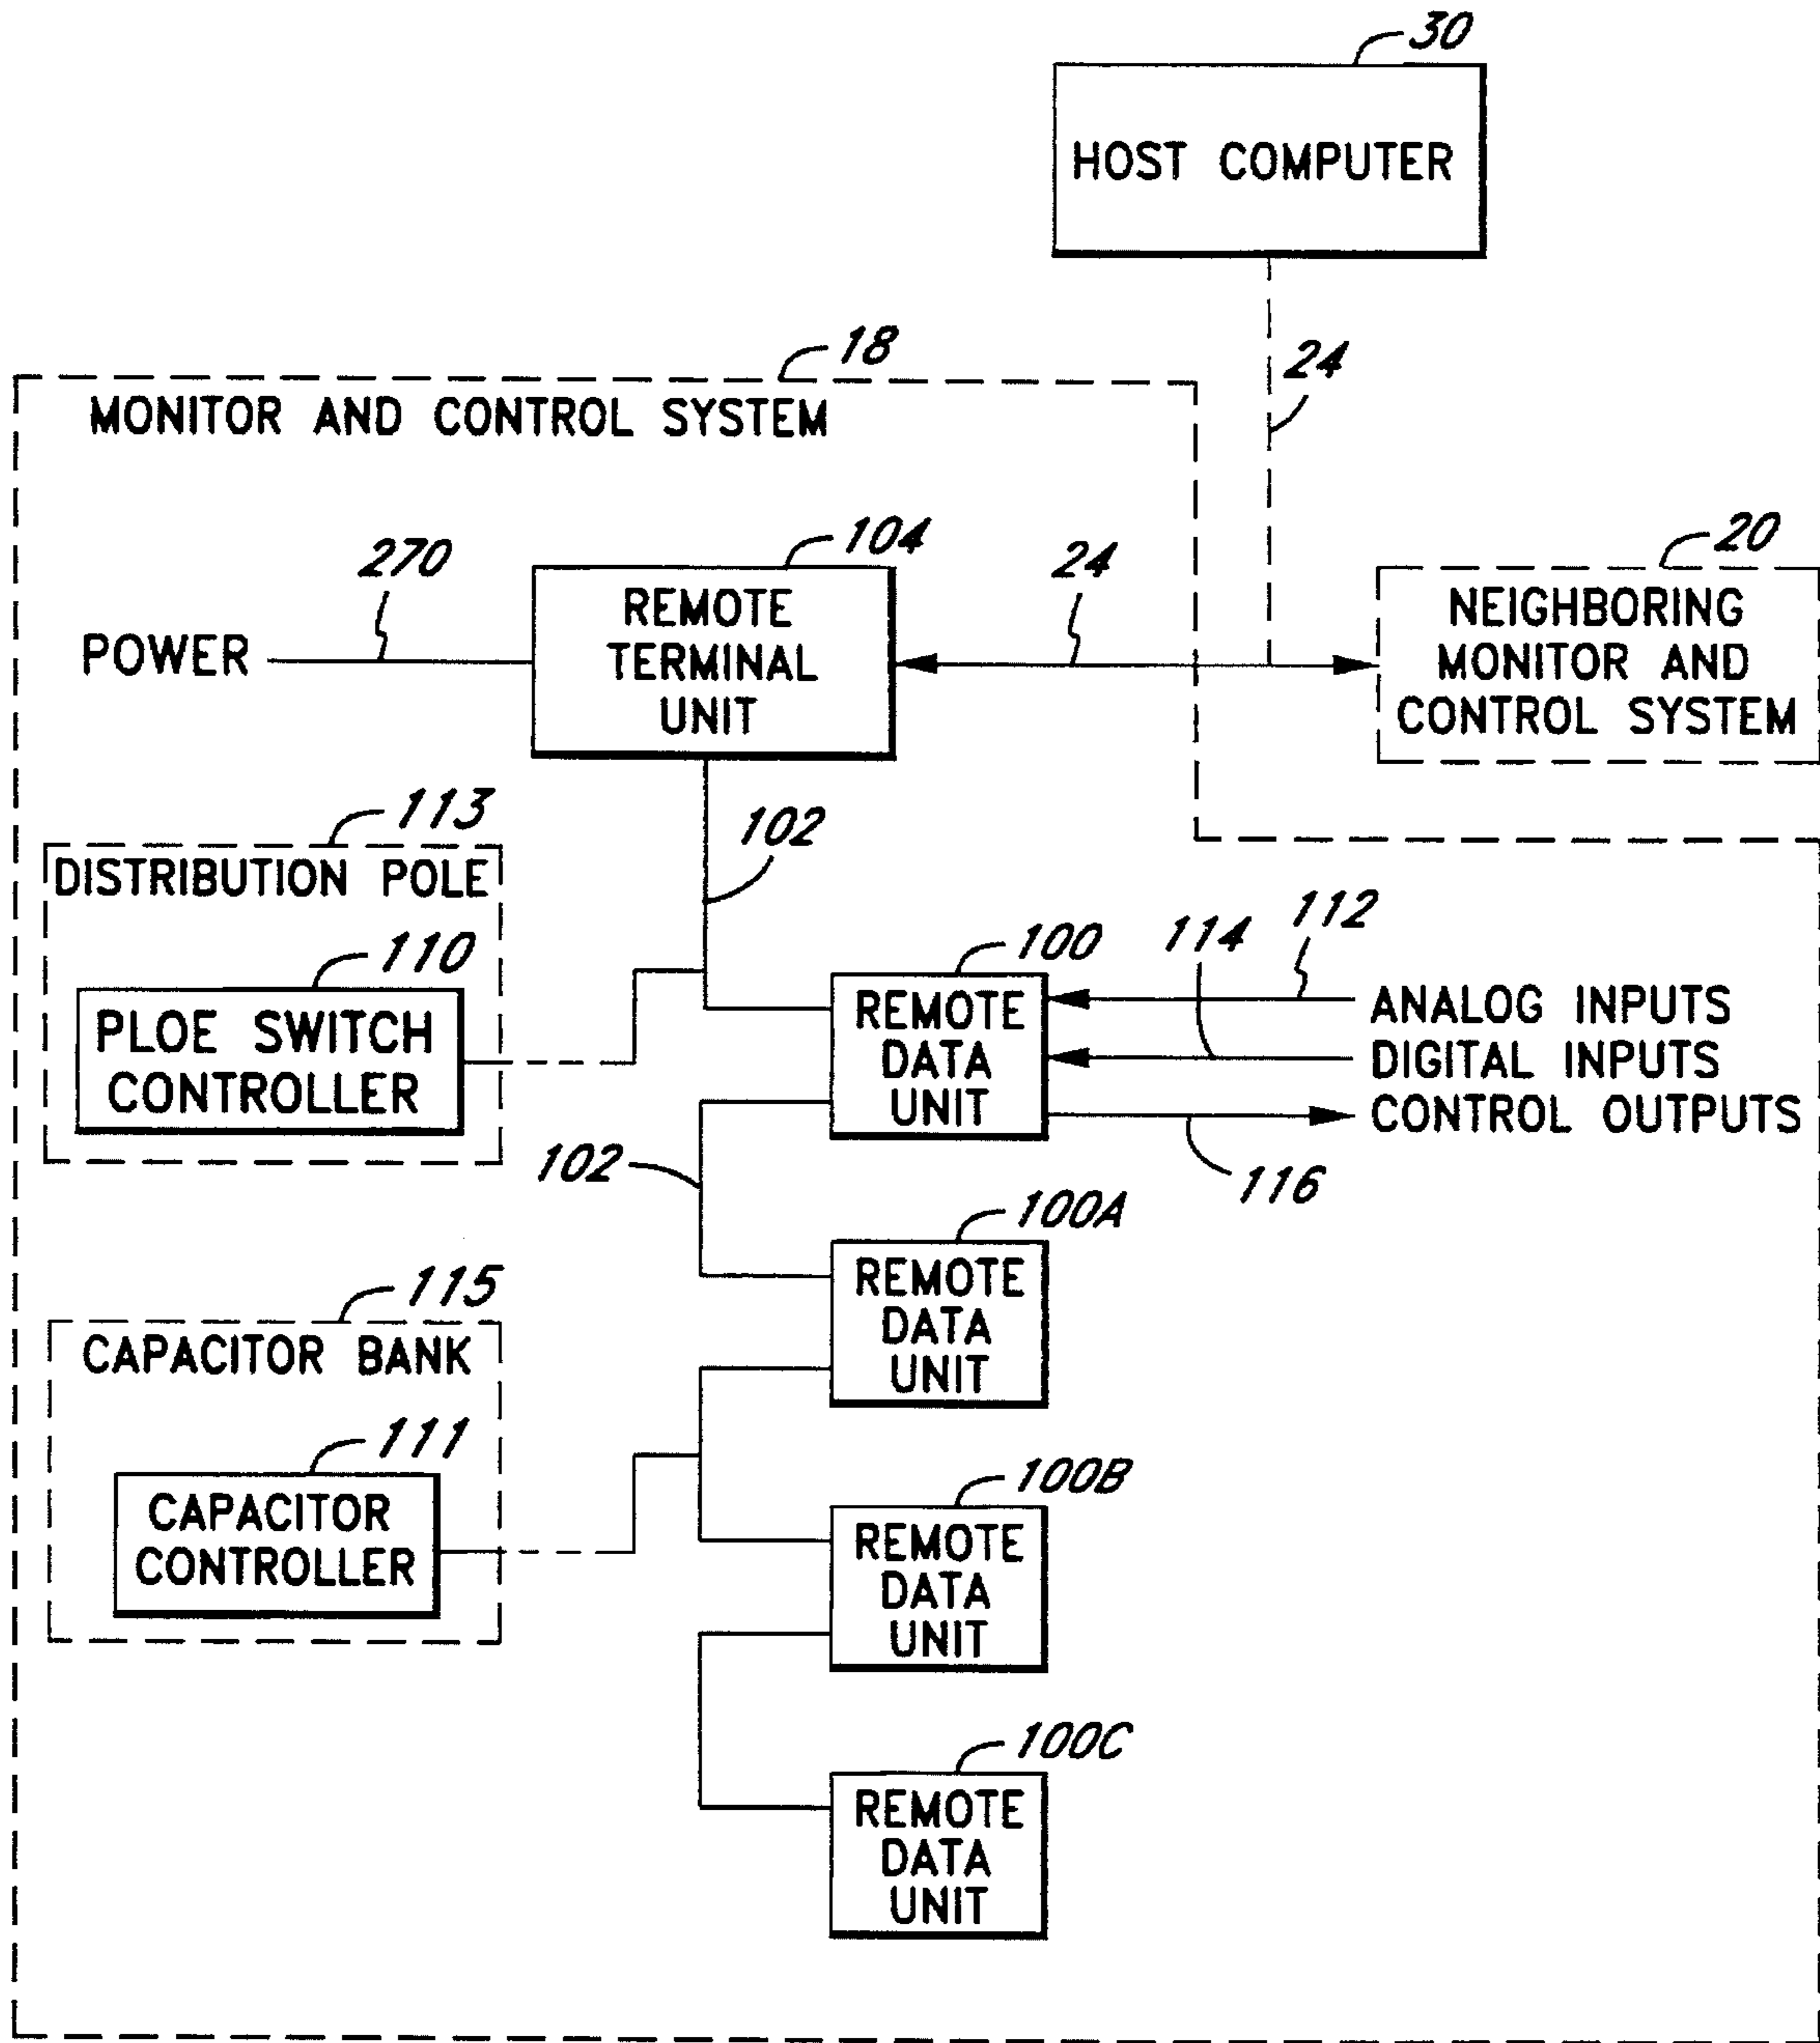 30
HOST COMPUTER
24
18
MONITOR AND CONTROL SYSTEM
270
POWER
104
REMOTE
TERMINAL
UNIT
24
20
NEIGHBORING
MONITOR AND
CONTROL SYSTEM
113
DISTRIBUTION POLE
110
PLOE SWITCH
CONTROLLER
102
100
REMOTE
DATA
UNIT
114
112
ANALOG INPUTS
DIGITAL INPUTS
CONTROL OUTPUTS
116
102
100A
REMOTE
DATA
UNIT
115
CAPACITOR BANK
111
CAPACITOR
CONTROLLER
100B
REMOTE
DATA
UNIT
100C
REMOTE
DATA
UNIT